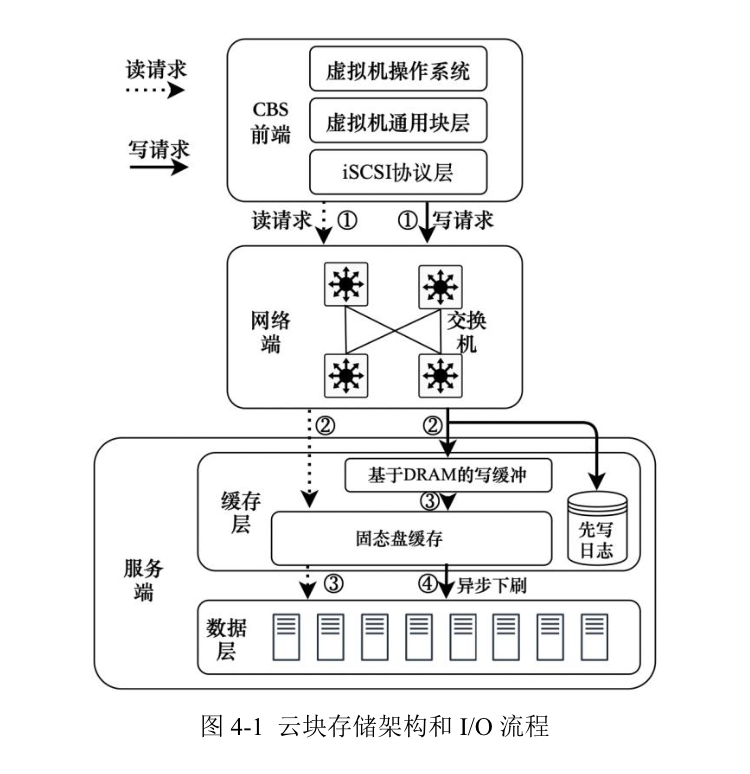 读请求
写请求
CBS
前端
虚拟机操作系统
虚拟机通用块层
iSCSI协议层
读请求 ① ① 写请求
网络
端
交换
机
② ②
服务
端
缓存
层
基于DRAM的写缓冲
③
固态盘缓存
先写
日志
③ ④ 异步下刷
数据
层
图 4-1 云块存储架构和 I/O 流程